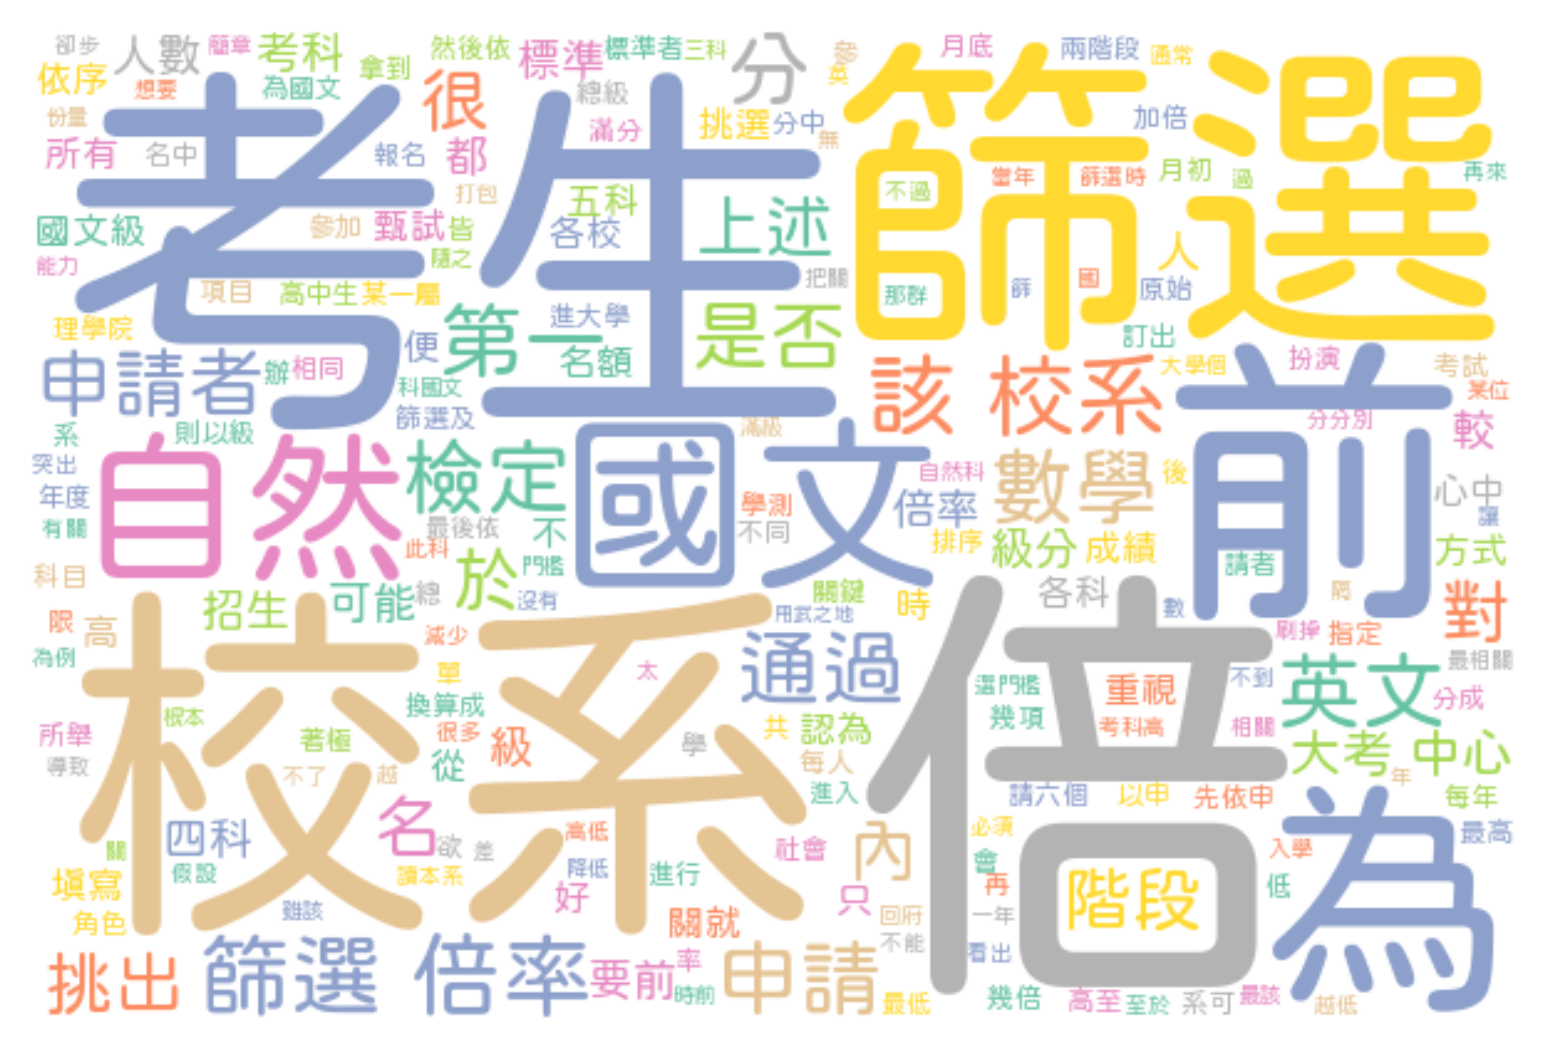 卻步 人數 簡章 考科 然後依 標準 標準者 三科 分 參 月底 兩階段 通常
依序 想要 為國文 拿到 很 總級 英 篩選
份量 考生 滿分 挑選 分中 無 加倍
所有 名中 報名 都 當年 篩選時 月初 過 再來
打包 五科 不過
國文級 參加 甄試 皆 各校 上述 人
能力 隨之 把關 篩 國 原始
項目 高中生 某一屬 那群
理學院 第一 進大學 是否 訂出
申請者 辦 相同 便 名額 該 校系 大學個 扮演 考試
科國文 前 某位
系 則以級 篩選及 滿級 分分別 較
突出 自然 檢定 國文 自然科 數學 後 心中
年度 學測 倍率 讓
有關 最後依 不 不同 排序 級分 成績 方式
此科 門檻 請者
科目 於 關鍵 各科 隔
招生 可能 總 沒有 用武之地 時 數 對
限 高 減少 刷掉 指定
為例 太 通過 倍 不到 英文 最相關
單 選門檻 重視 分成
校系 換算成 幾項
所舉 根本 著極 很多 級 學 共 認為 考科高 相關 大考 中心
導致 不了 越 從 每人 年
進入 請六個 以申 先依申 每年
四科 名 高低 必須 為 最高
關 欲 差 社會 內 會 入學
填寫 假設 讀本系 降低 進行 再 低
好 只 階段
角色 雖該 關就 回府 一年
不能 看出
挑出 篩選 倍率 要前 率 申請
時前 最低 幾倍 高至 至於 系可 最該 越低